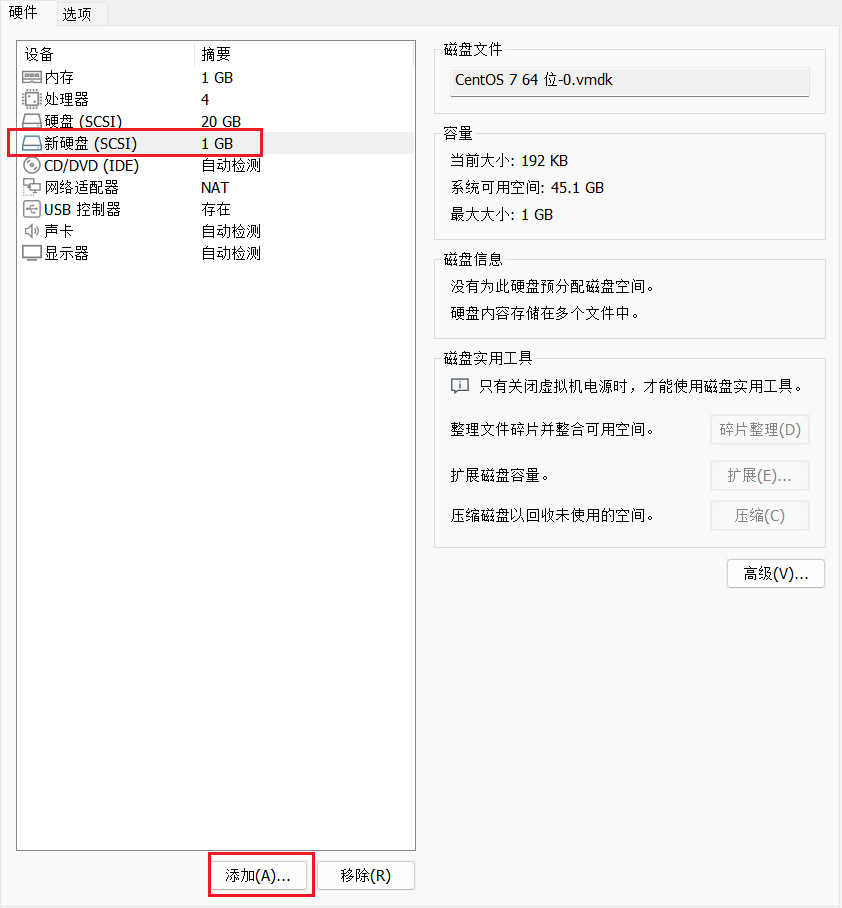 硬件 选项
设备 摘要
内存 1 GB
处理器 4
硬盘 (SCSI) 20 GB
新硬盘 (SCSI) 1 GB
CD/DVD (IDE) 自动检测
网络适配器 NAT
USB 控制器 存在
声卡 自动检测
显示器 自动检测
添加(A)... 移除(R)
磁盘文件
CentOS 7 64 位-0.vmdk
容量
当前大小: 192 KB
系统可用空间: 45.1 GB
最大大小: 1 GB
磁盘信息
没有为此硬盘预分配磁盘空间。
硬盘内容存储在多个文件中。
磁盘实用工具
只有关闭虚拟机电源时，才能使用磁盘实用工具。
整理文件碎片并整合可用空间。 碎片整理(D)
扩展磁盘容量。 扩展(E)...
压缩磁盘以回收未使用的空间。 压缩(C)
高级(V)...